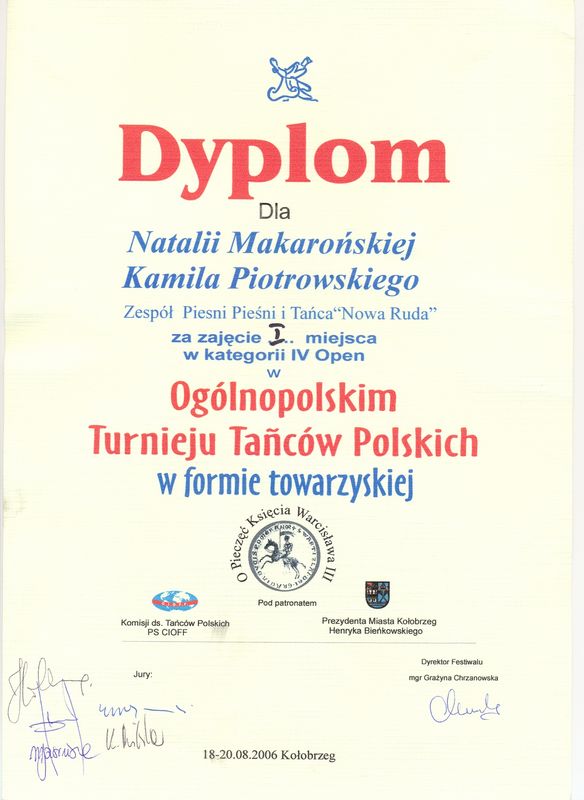 Dyplom
Dla
Natalii Makarońskiej
Kamila Piotrowskiego
Zespół Piesni Pieśni i Tańca“Nowa Ruda”
za zajęcie I.. miejsca
w kategorii IV Open
w
Ogólnopolskim
Turnieju Tańców Polskich
w formie towarzyskiej
O Pieczęć Księcia Warcisława III
Pod patronatem
Komisji ds. Tańców Polskich
PS CIOFF
Prezydenta Miasta Kołobrzeg
Henryka Bieńkowskiego
Jury:
Dyrektor Festiwalu
mgr Grażyna Chrzanowska
18-20.08.2006 Kołobrzeg